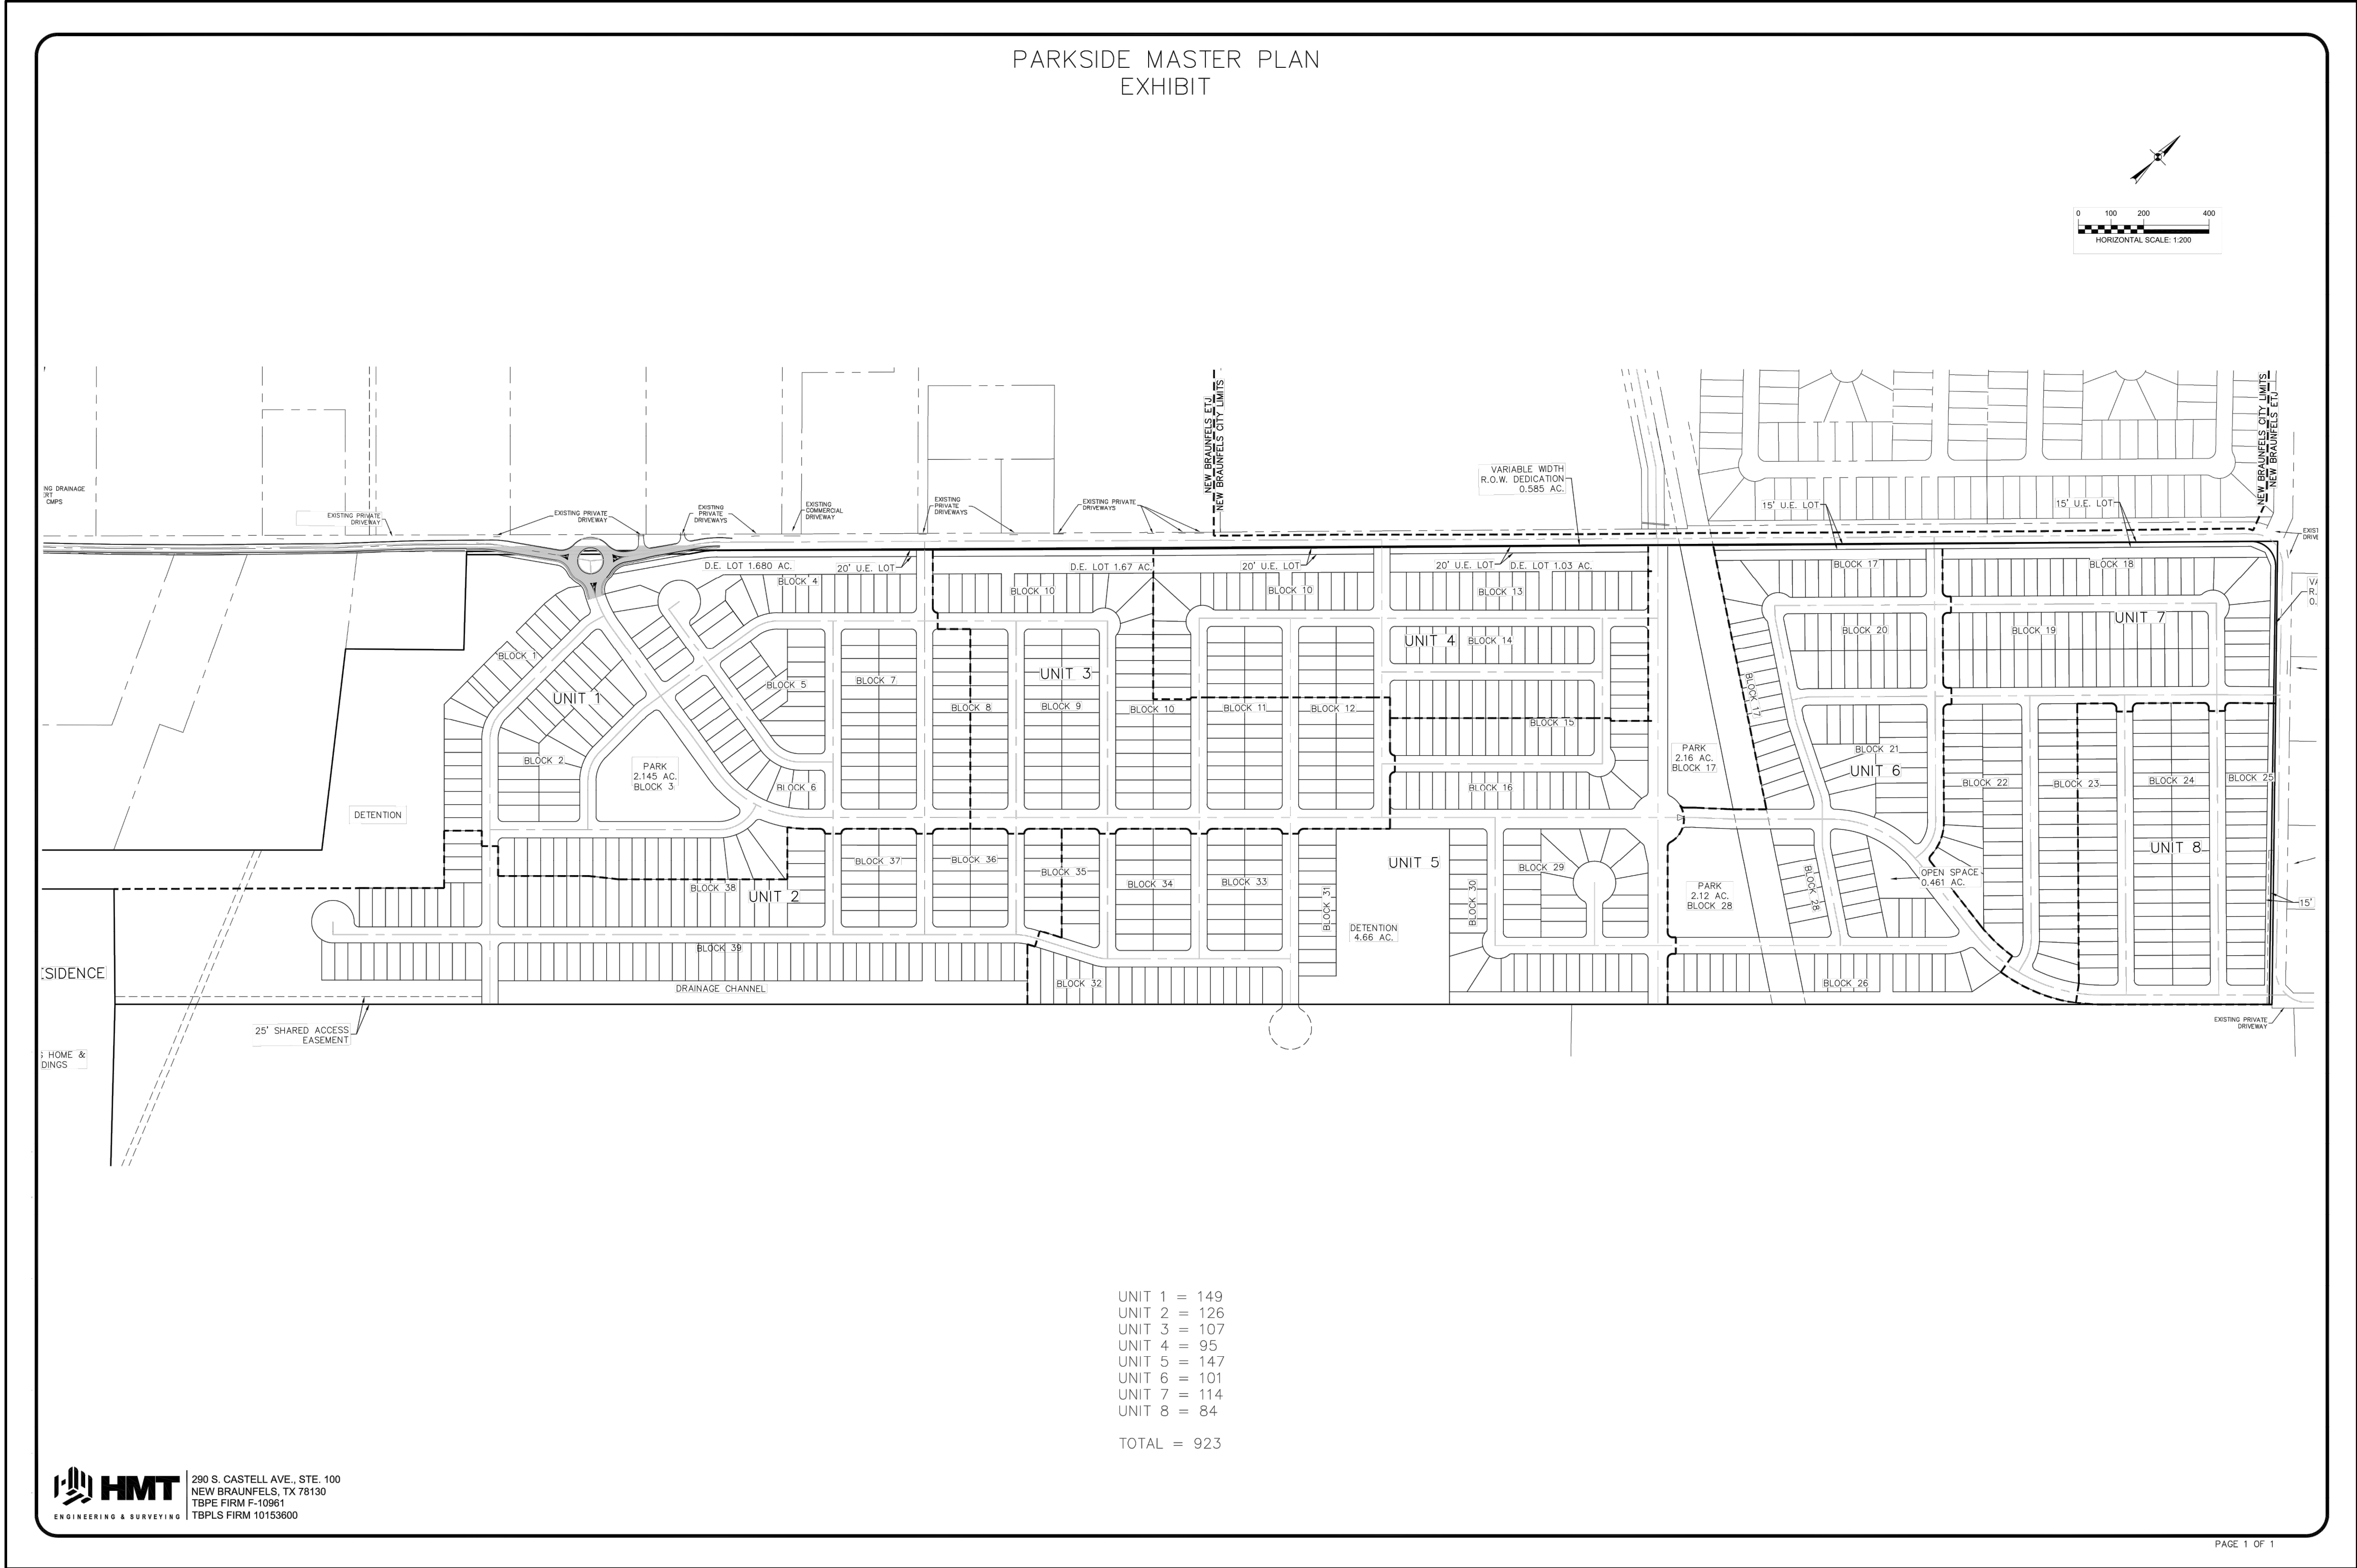 PARKSIDE MASTER PLAN
EXHIBIT
0 100 200 400
HORIZONTAL SCALE: 1:200
NEW BRAUNFELS ETJ
NEW BRAUNFELS CITY LIMITS
NEW BRAUNFELS CITY LIMITS
NEW BRAUNFELS ETJ
VARIABLE WIDTH
R.O.W. DEDICATION
0.585 AC.
NG DRAINAGE
ERT
CMPS
EXISTING PRIVATE
DRIVEWAY
EXISTING PRIVATE
DRIVEWAY
EXISTING
PRIVATE
DRIVEWAYS
EXISTING
COMMERCIAL
DRIVEWAY
EXISTING
PRIVATE
DRIVEWAYS
EXISTING PRIVATE
DRIVEWAYS
15' U.E. LOT
15' U.E. LOT
EXIST
DRIVE
D.E. LOT 1.680 AC.
20' U.E. LOT
D.E. LOT 1.67 AC.
20' U.E. LOT
20' U.E. LOT
D.E. LOT 1.03 AC.
BLOCK 17
BLOCK 18
VA
R.
0.
BLOCK 4
BLOCK 10
BLOCK 10
BLOCK 13
UNIT 7
BLOCK 20
BLOCK 19
UNIT 4
BLOCK 14
BLOCK 1
UNIT 3
BLOCK 7
BLOCK 5
UNIT 1
BLOCK 17
BLOCK 8
BLOCK 9
BLOCK 10
BLOCK 11
BLOCK 12
BLOCK 15
BLOCK 2
PARK
2.145 AC.
BLOCK 3
BLOCK 6
PARK
2.16 AC.
BLOCK 17
BLOCK 21
UNIT 6
BLOCK 22
BLOCK 23
BLOCK 24
BLOCK 25
BLOCK 16
DETENTION
UNIT 8
BLOCK 37
BLOCK 36
BLOCK 35
BLOCK 34
BLOCK 33
UNIT 5
BLOCK 29
OPEN SPACE
0.461 AC.
BLOCK 38
UNIT 2
BLOCK 31
BLOCK 30
PARK
2.12 AC.
BLOCK 28
BLOCK 28
15'
DETENTION
4.66 AC.
BLOCK 39
ESIDENCE
DRAINAGE CHANNEL
BLOCK 32
BLOCK 26
25' SHARED ACCESS
EASEMENT
EXISTING PRIVATE
DRIVEWAY
HOME &
DINGS
UNIT 1 = 149
UNIT 2 = 126
UNIT 3 = 107
UNIT 4 = 95
UNIT 5 = 147
UNIT 6 = 101
UNIT 7 = 114
UNIT 8 = 84
TOTAL = 923
HMT
ENGINEERING & SURVEYING
290 S. CASTELL AVE., STE. 100
NEW BRAUNFELS, TX 78130
TBPE FIRM F-10961
TBPLS FIRM 10153600
PAGE 1 OF 1